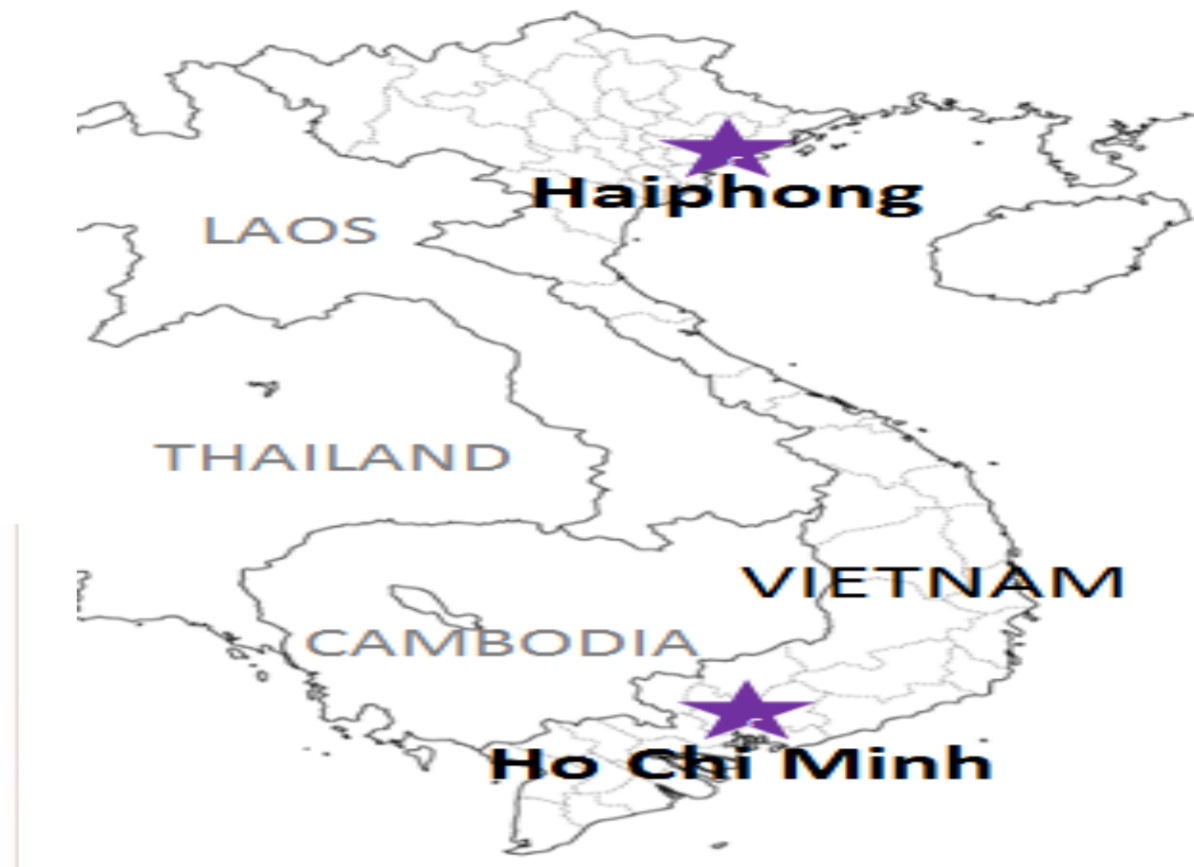 Haiphong
LAOS
THAILAND
VIETNAM
CAMBODIA
Ho Chi Minh